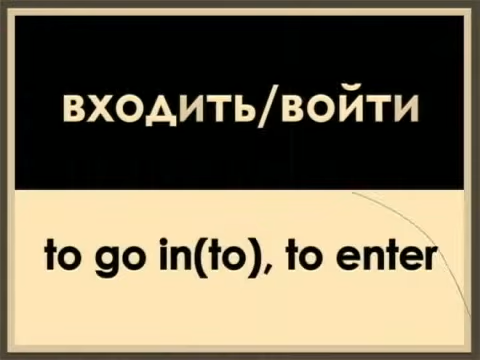 входить/войти
to go in(to), to enter